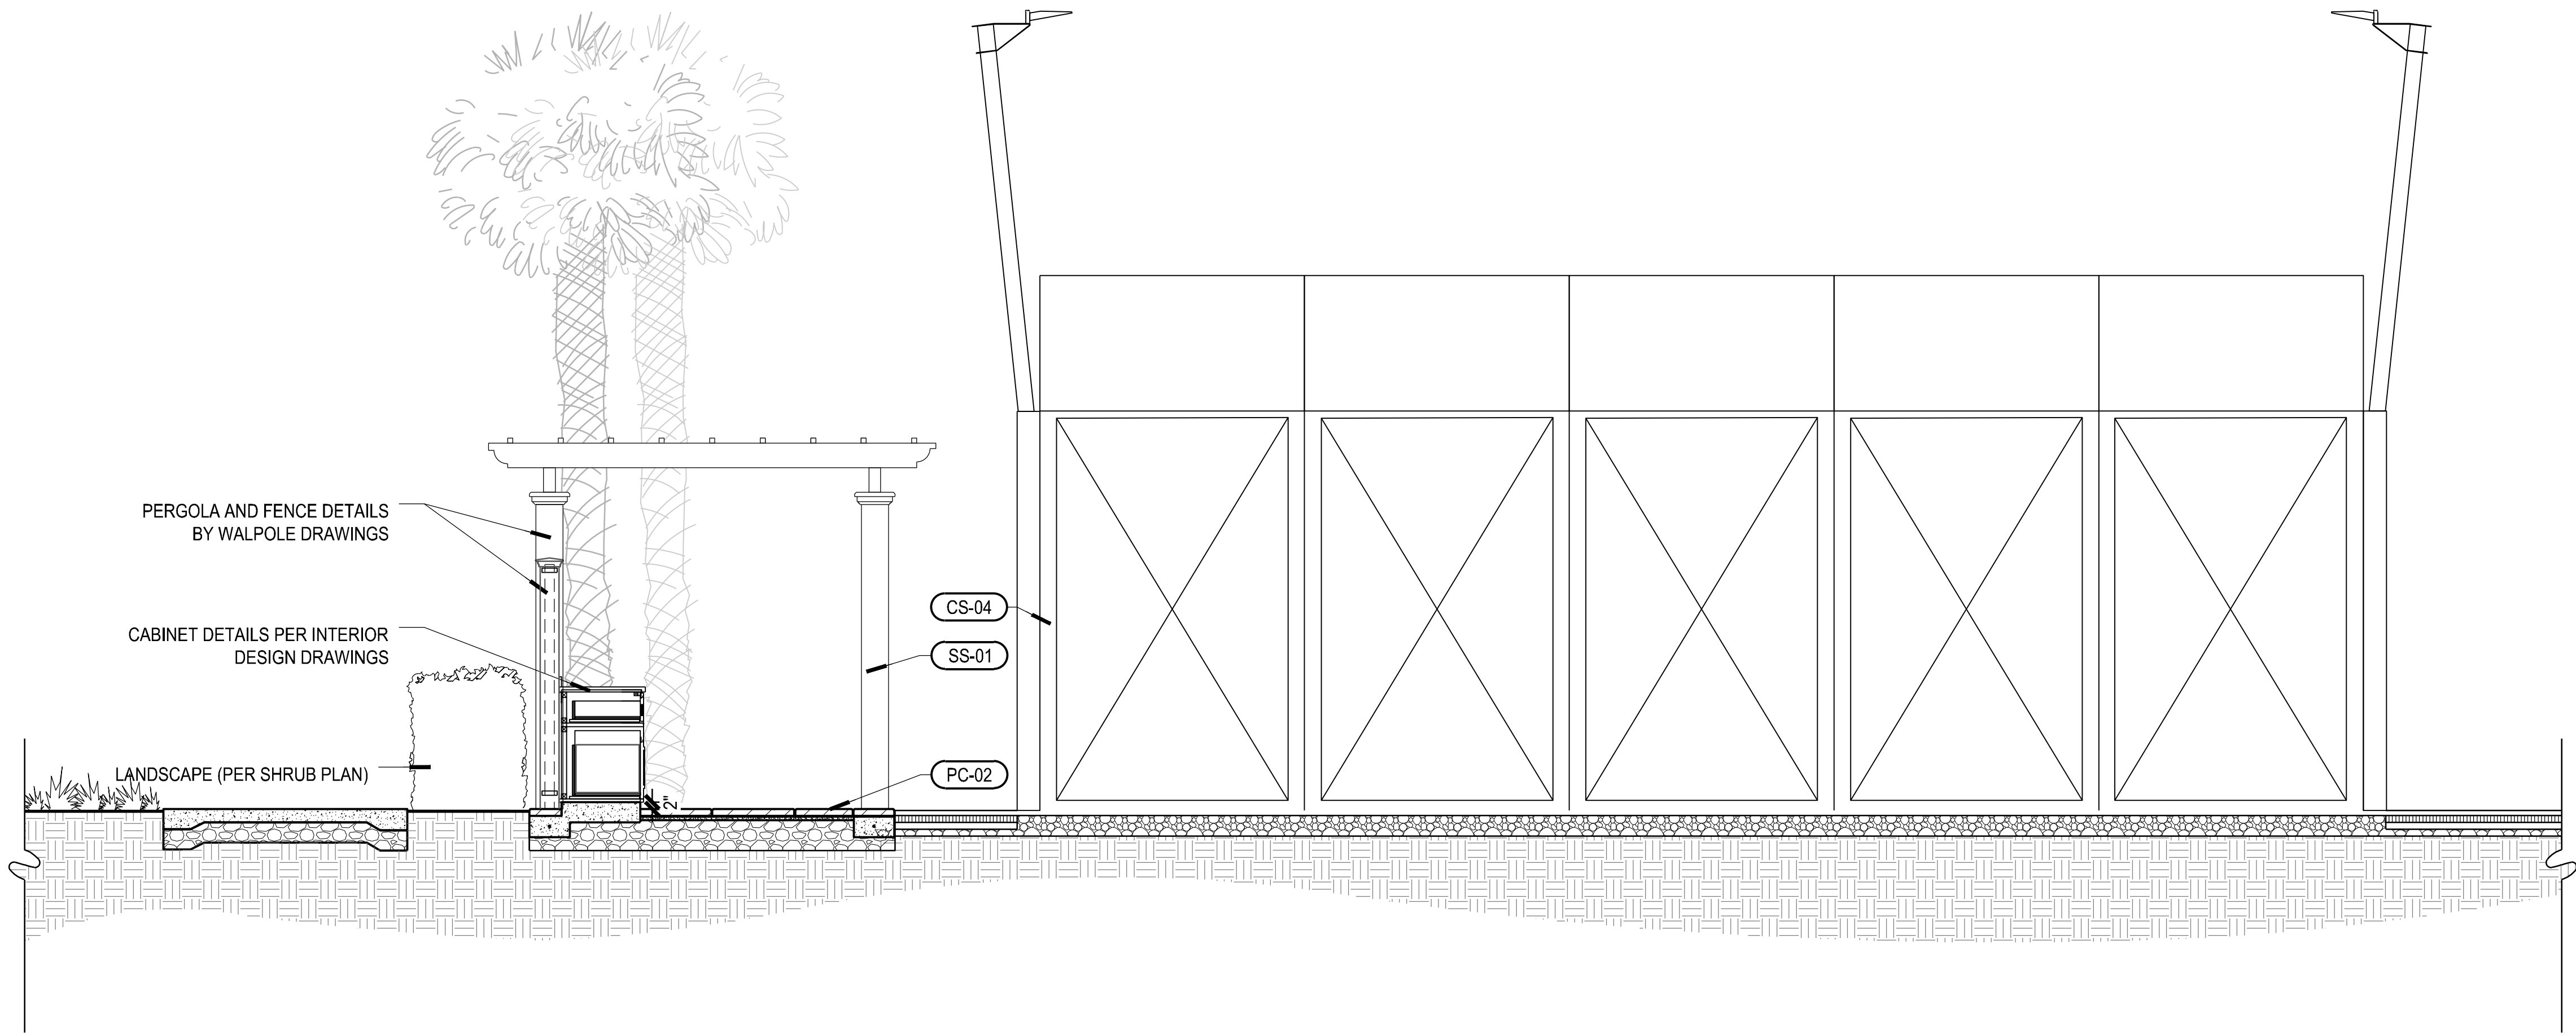 PERGOLA AND FENCE DETAILS
BY WALPOLE DRAWINGS
CABINET DETAILS PER INTERIOR
DESIGN DRAWINGS
LANDSCAPE (PER SHRUB PLAN)
CS-04
SS-01
PC-02
2"